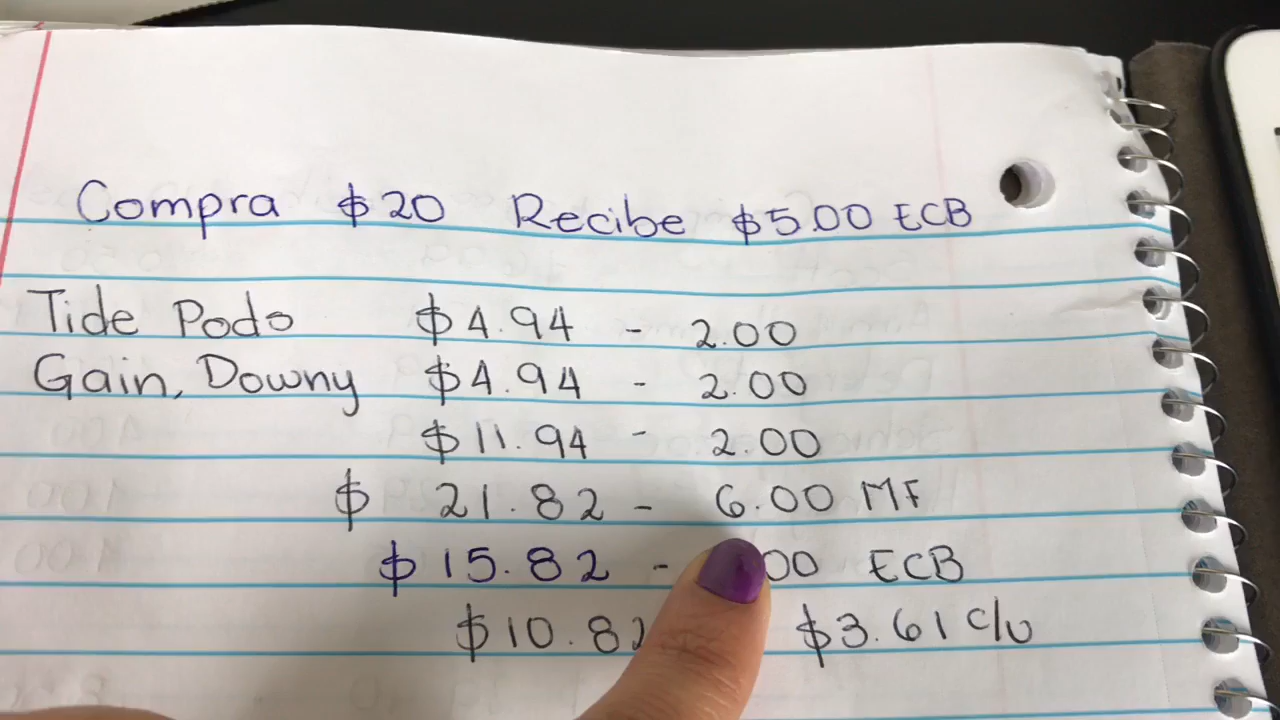 Compra $20 Recibe $5.00 ECB
Tide Pods $4.94 - 2.00
Gain, Downy $4.94 - 2.00
$11.94 - 2.00
$ 21.82 - 6.00 MF
$15.82 - .00 ECB
$10.82 $3.61 c/u